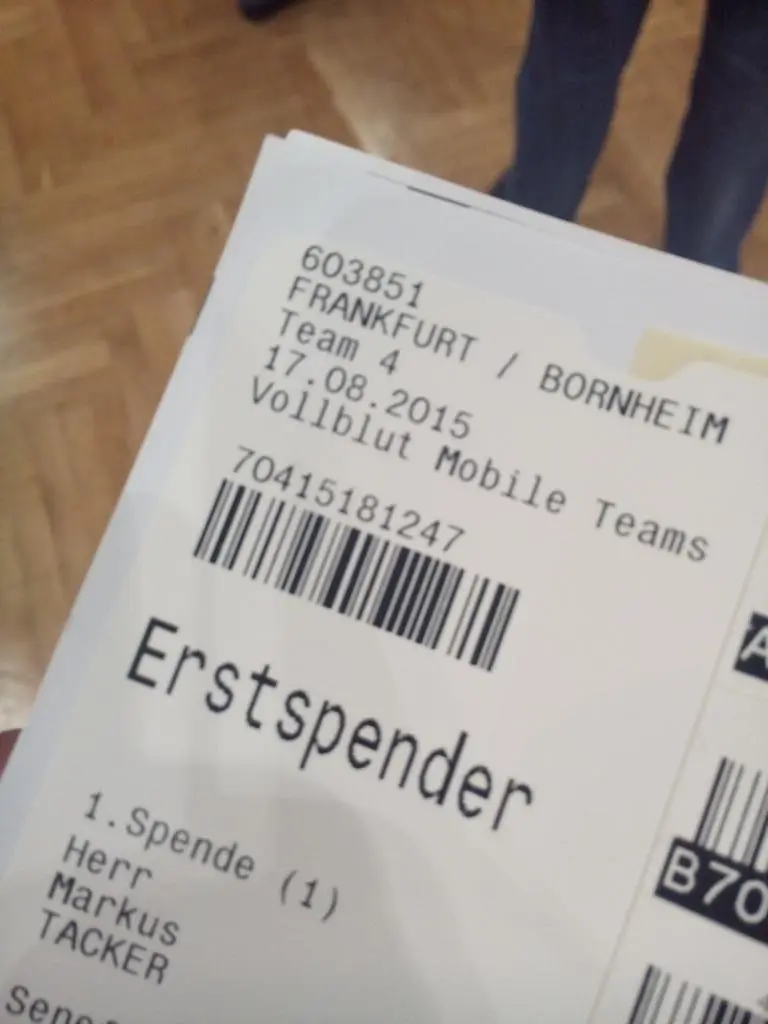 603851
FRANKFURT / BORNHEIM
Team 4
17.08.2015
Vollblut Mobile Teams
70415181247
Erstspender
1.Spende (1)
Herr
Markus
TACKER
A
B70